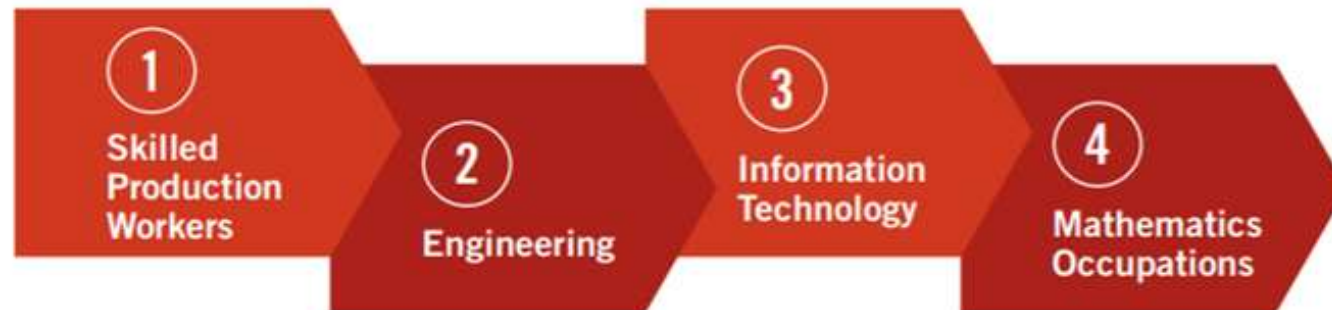 1
Skilled
Production
Workers
2
Engineering
3
Information
Technology
4
Mathematics
Occupations